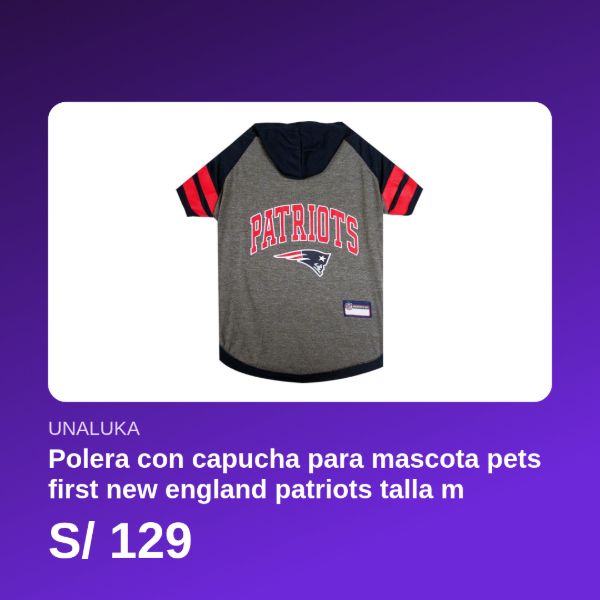 PATRIOTS
UNALUKA
Polera con capucha para mascota pets
first new england patriots talla m
S/ 129